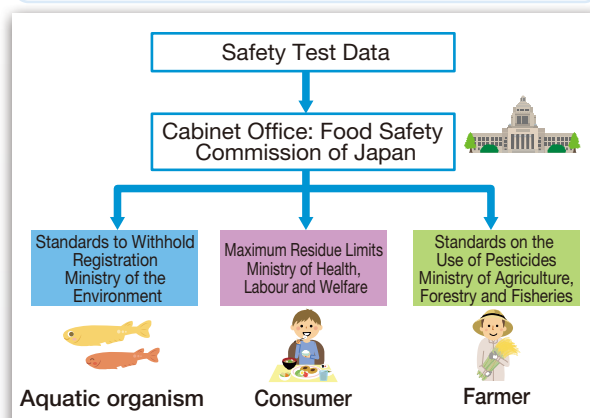 Safety Test Data
Cabinet Office: Food Safety
Commission of Japan
Standards to Withhold
Registration
Ministry of the
Environment
Maximum Residue Limits
Ministry of Health,
Labour and Welfare
Standards on the
Use of Pesticides
Ministry of Agriculture,
Forestry and Fisheries
Aquatic organism
Consumer
Farmer